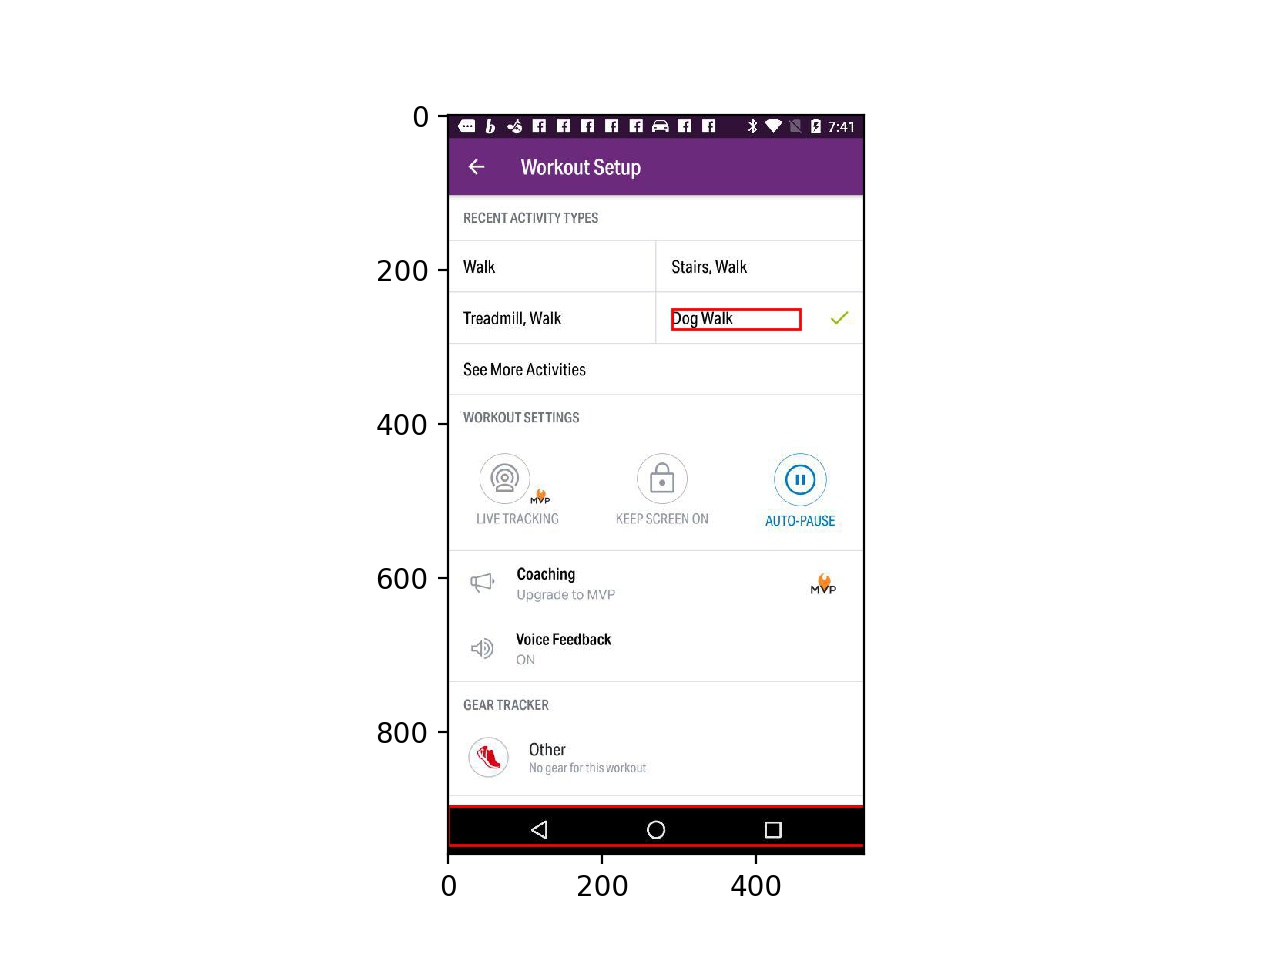 0
7:41
Workout Setup
RECENT ACTIVITY TYPES
200
Walk
Stairs, Walk
Treadmill, Walk
Dog Walk
See More Activities
400
WORKOUT SETTINGS
MVP
LIVE TRACKING
KEEP SCREEN ON
AUTO-PAUSE
600
Coaching
Upgrade to MVP
MVP
Voice Feedback
ON
GEAR TRACKER
800
Other
No gear for this workout
0
200
400